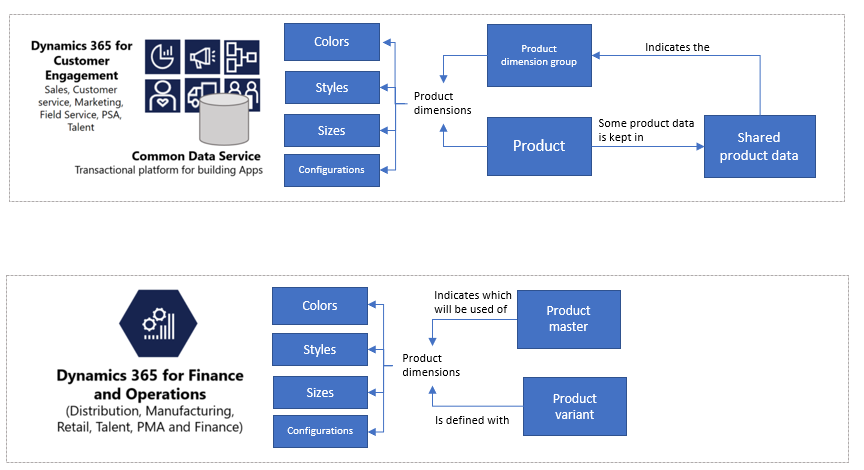 Dynamics 365 for
Customer
Engagement
Sales, Customer
service, Marketing,
Field Service, PSA,
Talent
Common Data Service
Transactional platform for building Apps
Colors
Styles
Sizes
Configurations
Product
dimensions
Product
dimension group
Indicates the
Product
Some product data
is kept in
Shared
product data
Dynamics 365 for Finance
and Operations
(Distribution, Manufacturing,
Retail, Talent, PMA and Finance)
Colors
Styles
Sizes
Configurations
Product
dimensions
Indicates which
will be used of
Product
master
Product
variant
Is defined with